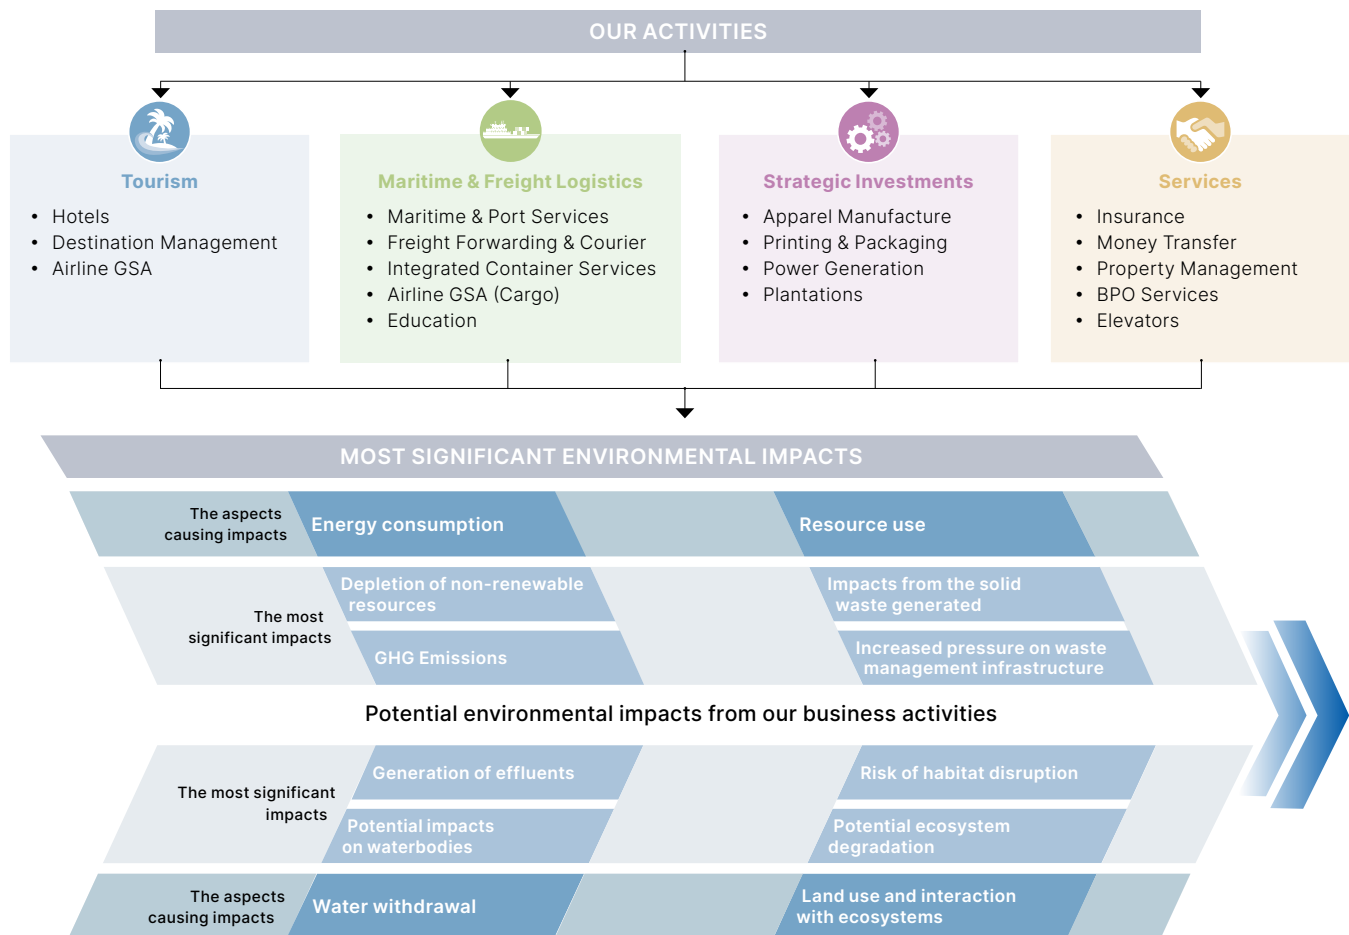 OUR ACTIVITIES
Tourism
• Hotels
• Destination Management
• Airline GSA
Maritime & Freight Logistics
• Maritime & Port Services
• Freight Forwarding & Courier
• Integrated Container Services
• Airline GSA (Cargo)
• Education
Strategic Investments
• Apparel Manufacture
• Printing & Packaging
• Power Generation
• Plantations
Services
• Insurance
• Money Transfer
• Property Management
• BPO Services
• Elevators
MOST SIGNIFICANT ENVIRONMENTAL IMPACTS
The aspects
causing impacts
Energy consumption
Resource use
The most
significant impacts
Depletion of non-renewable
resources
GHG Emissions
Impacts from the solid
waste generated
Increased pressure on waste
management infrastructure
Potential environmental impacts from our business activities
The most significant
impacts
Generation of effluents
Potential impacts
on waterbodies
Risk of habitat disruption
Potential ecosystem
degradation
The aspects
causing impacts
Water withdrawal
Land use and interaction
with ecosystems